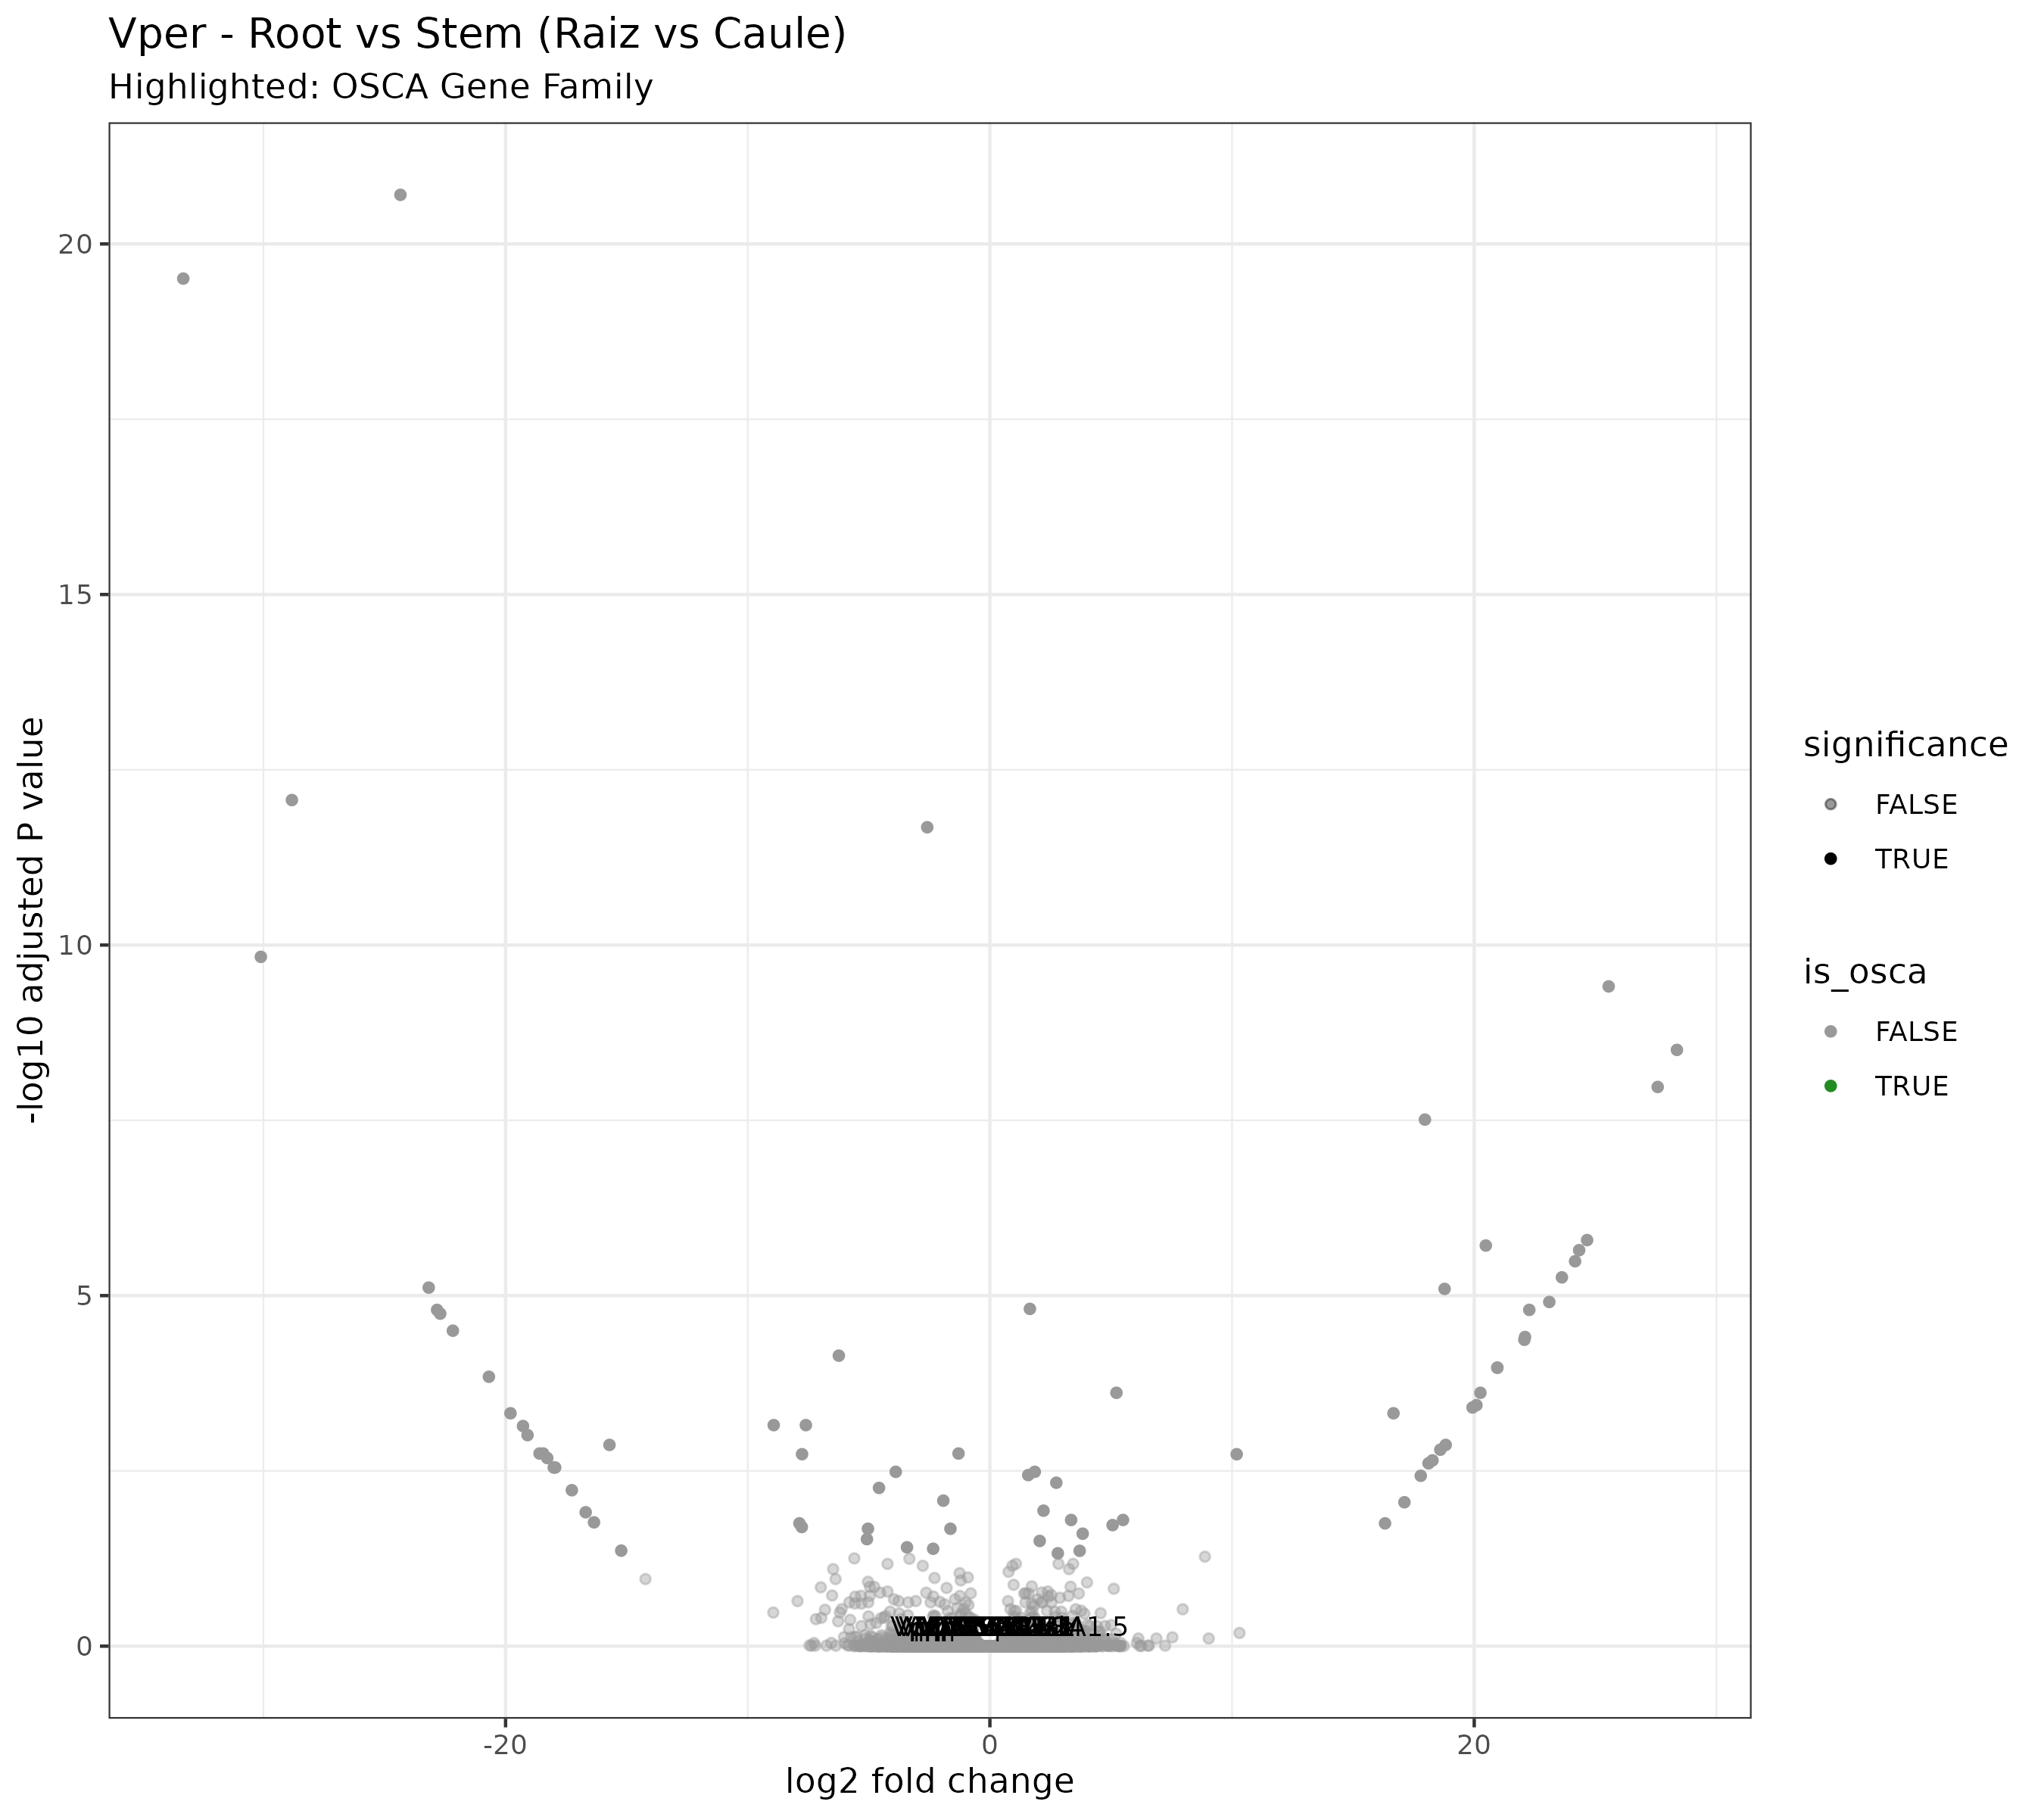 Vper - Root vs Stem (Raiz vs Caule)
Highlighted: OSCA Gene Family
-log10 adjusted P value
20
15
10
5
0
-20
0
20
log2 fold change
significance
FALSE
TRUE
is_osca
FALSE
TRUE